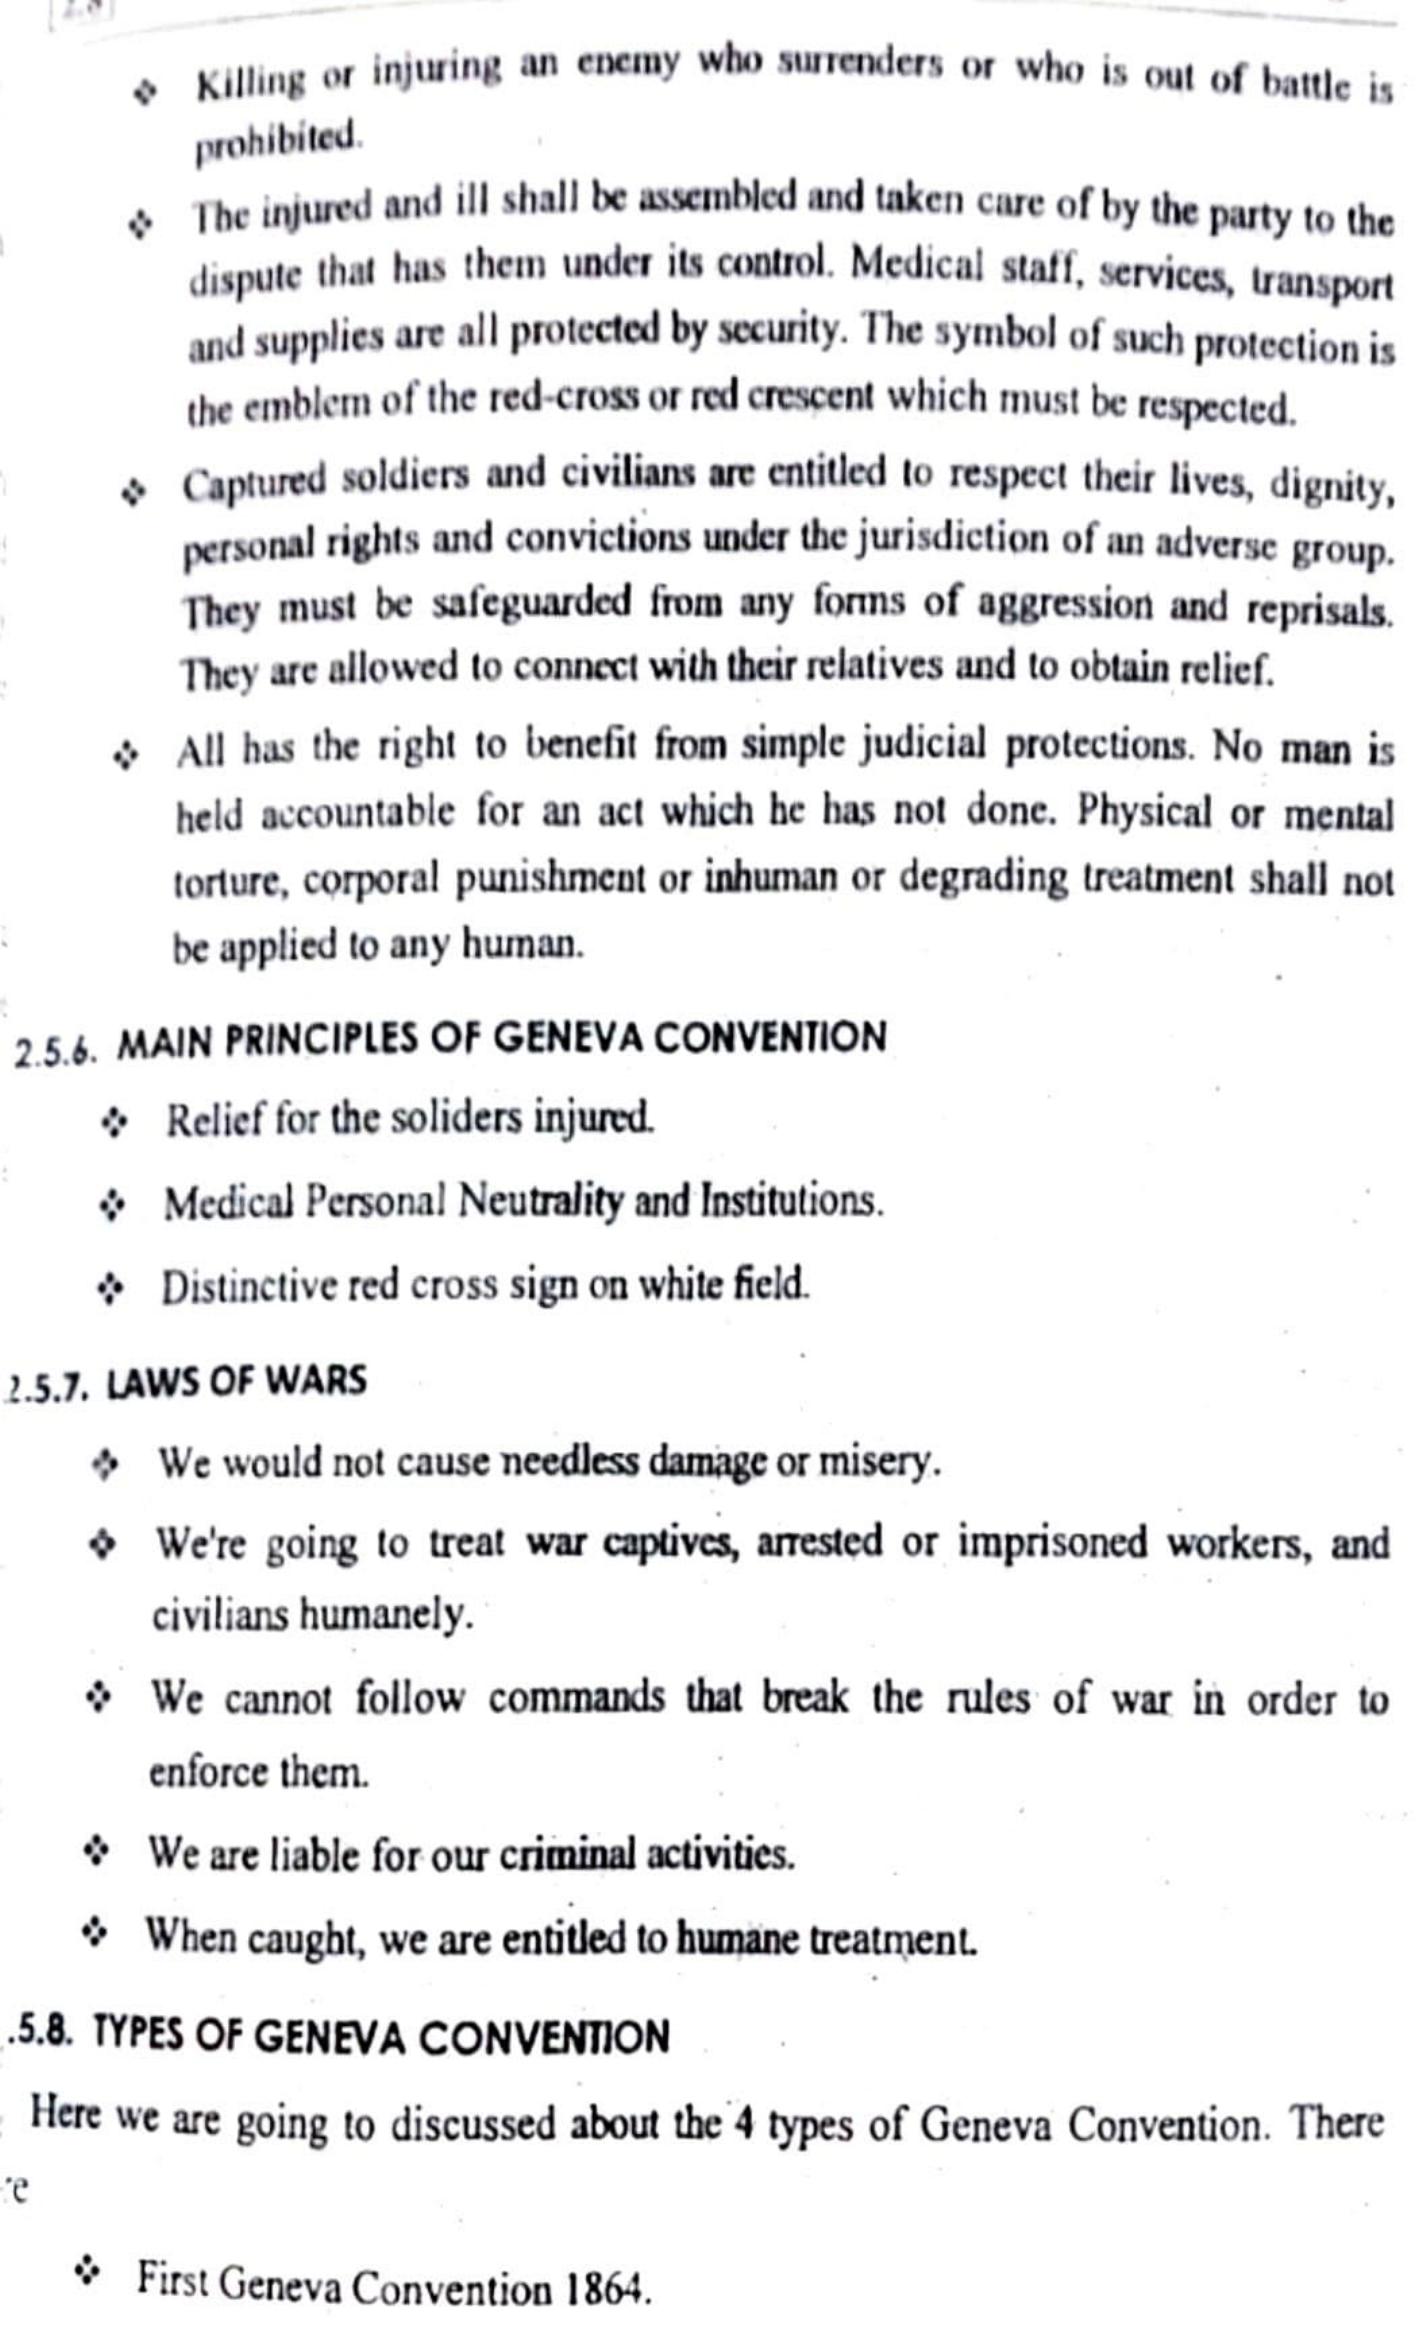 ❖ Killing or injuring an enemy who surrenders or who is out of battle is
prohibited.
❖ The injured and ill shall be assembled and taken care of by the party to the
dispute that has them under its control. Medical staff, services, transport
and supplies are all protected by security. The symbol of such protection is
the emblem of the red-cross or red crescent which must be respected.
❖ Captured soldiers and civilians are entitled to respect their lives, dignity,
personal rights and convictions under the jurisdiction of an adverse group.
They must be safeguarded from any forms of aggression and reprisals.
They are allowed to connect with their relatives and to obtain relief.
❖ All has the right to benefit from simple judicial protections. No man is
held accountable for an act which he has not done. Physical or mental
torture, corporal punishment or inhuman or degrading treatment shall not
be applied to any human.
2.5.6. MAIN PRINCIPLES OF GENEVA CONVENTION
❖ Relief for the soliders injured.
❖ Medical Personal Neutrality and Institutions.
❖ Distinctive red cross sign on white field.
2.5.7. LAWS OF WARS
❖ We would not cause needless damage or misery.
❖ We're going to treat war captives, arrested or imprisoned workers, and
civilians humanely.
❖ We cannot follow commands that break the rules of war in order to
enforce them.
❖ We are liable for our criminal activities.
❖ When caught, we are entitled to humane treatment.
.5.8. TYPES OF GENEVA CONVENTION
Here we are going to discussed about the 4 types of Geneva Convention. There
re
❖ First Geneva Convention 1864.